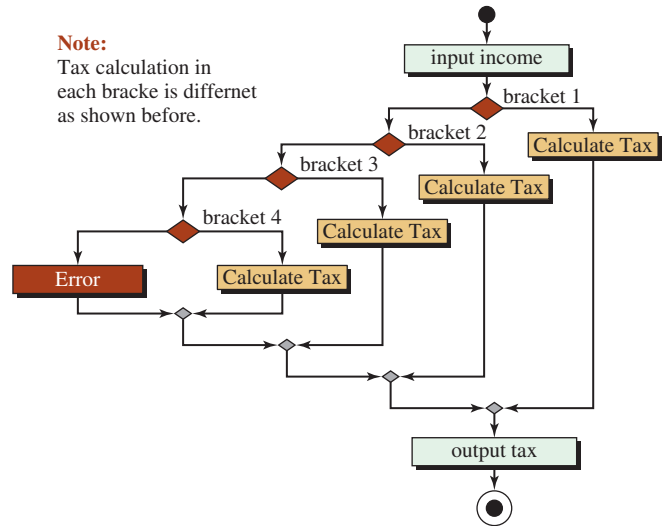 Note:
Tax calculation in
each bracke is differnet
as shown before.
input income
bracket 1
Calculate Tax
bracket 2
Calculate Tax
bracket 3
Calculate Tax
bracket 4
Error
Calculate Tax
output tax